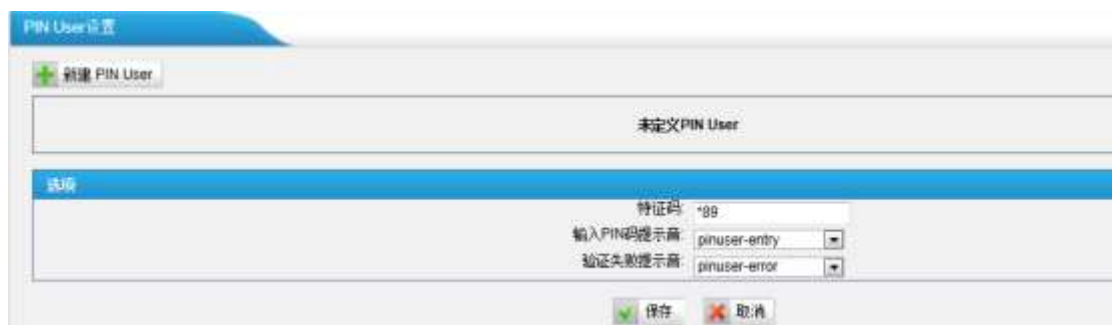 PIN User设置
新建 PIN User
未定义PIN User
选项
特征码: *89
输入PIN码提示音: pinuser-entry
验证失败提示音: pinuser-error
保存 取消